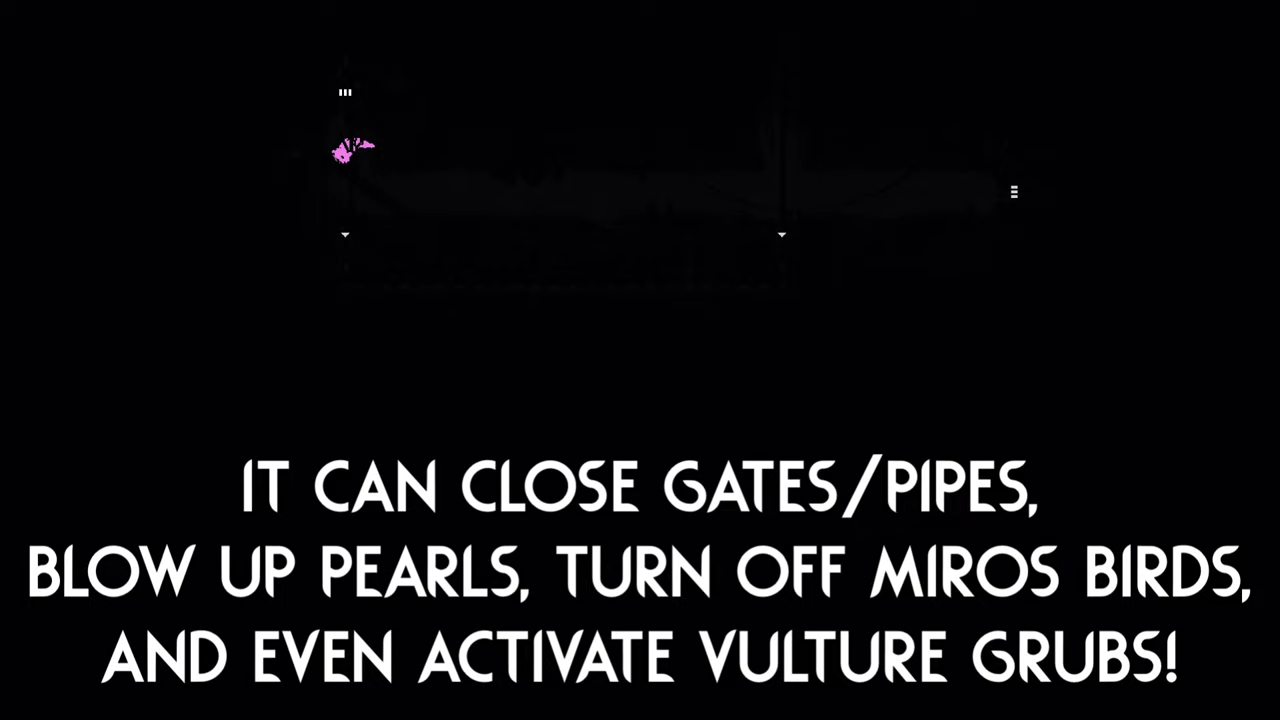 IT CAN CLOSE GATES/PIPES,
BLOW UP PEARLS, TURN OFF MIROS BIRDS,
AND EVEN ACTIVATE VULTURE GRUBS!